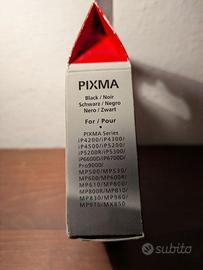 PIXMA
Black / Noir
Schwarz / Negro
Nero / Zwart
For / Pour
PIXMA Series
iP4200/iP4300/
iP4500/iP5200/
iP5200R/iP5300/
iP6600D/iP6700D/
Pro9000/
MP500/MP530/
MP600/MP600R/
MP610/MP800/
MP800R/MP810/
MP830/MP960/
MP970/MX850
subito